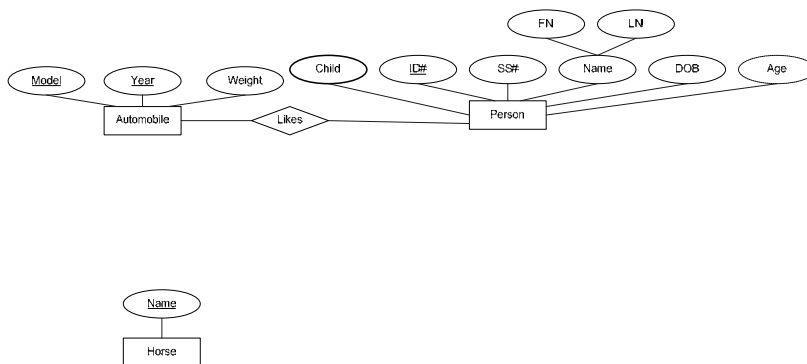 FN LN
Model Year Weight Child ID# SS# Name DOB Age
Automobile Likes Person
Name
Horse